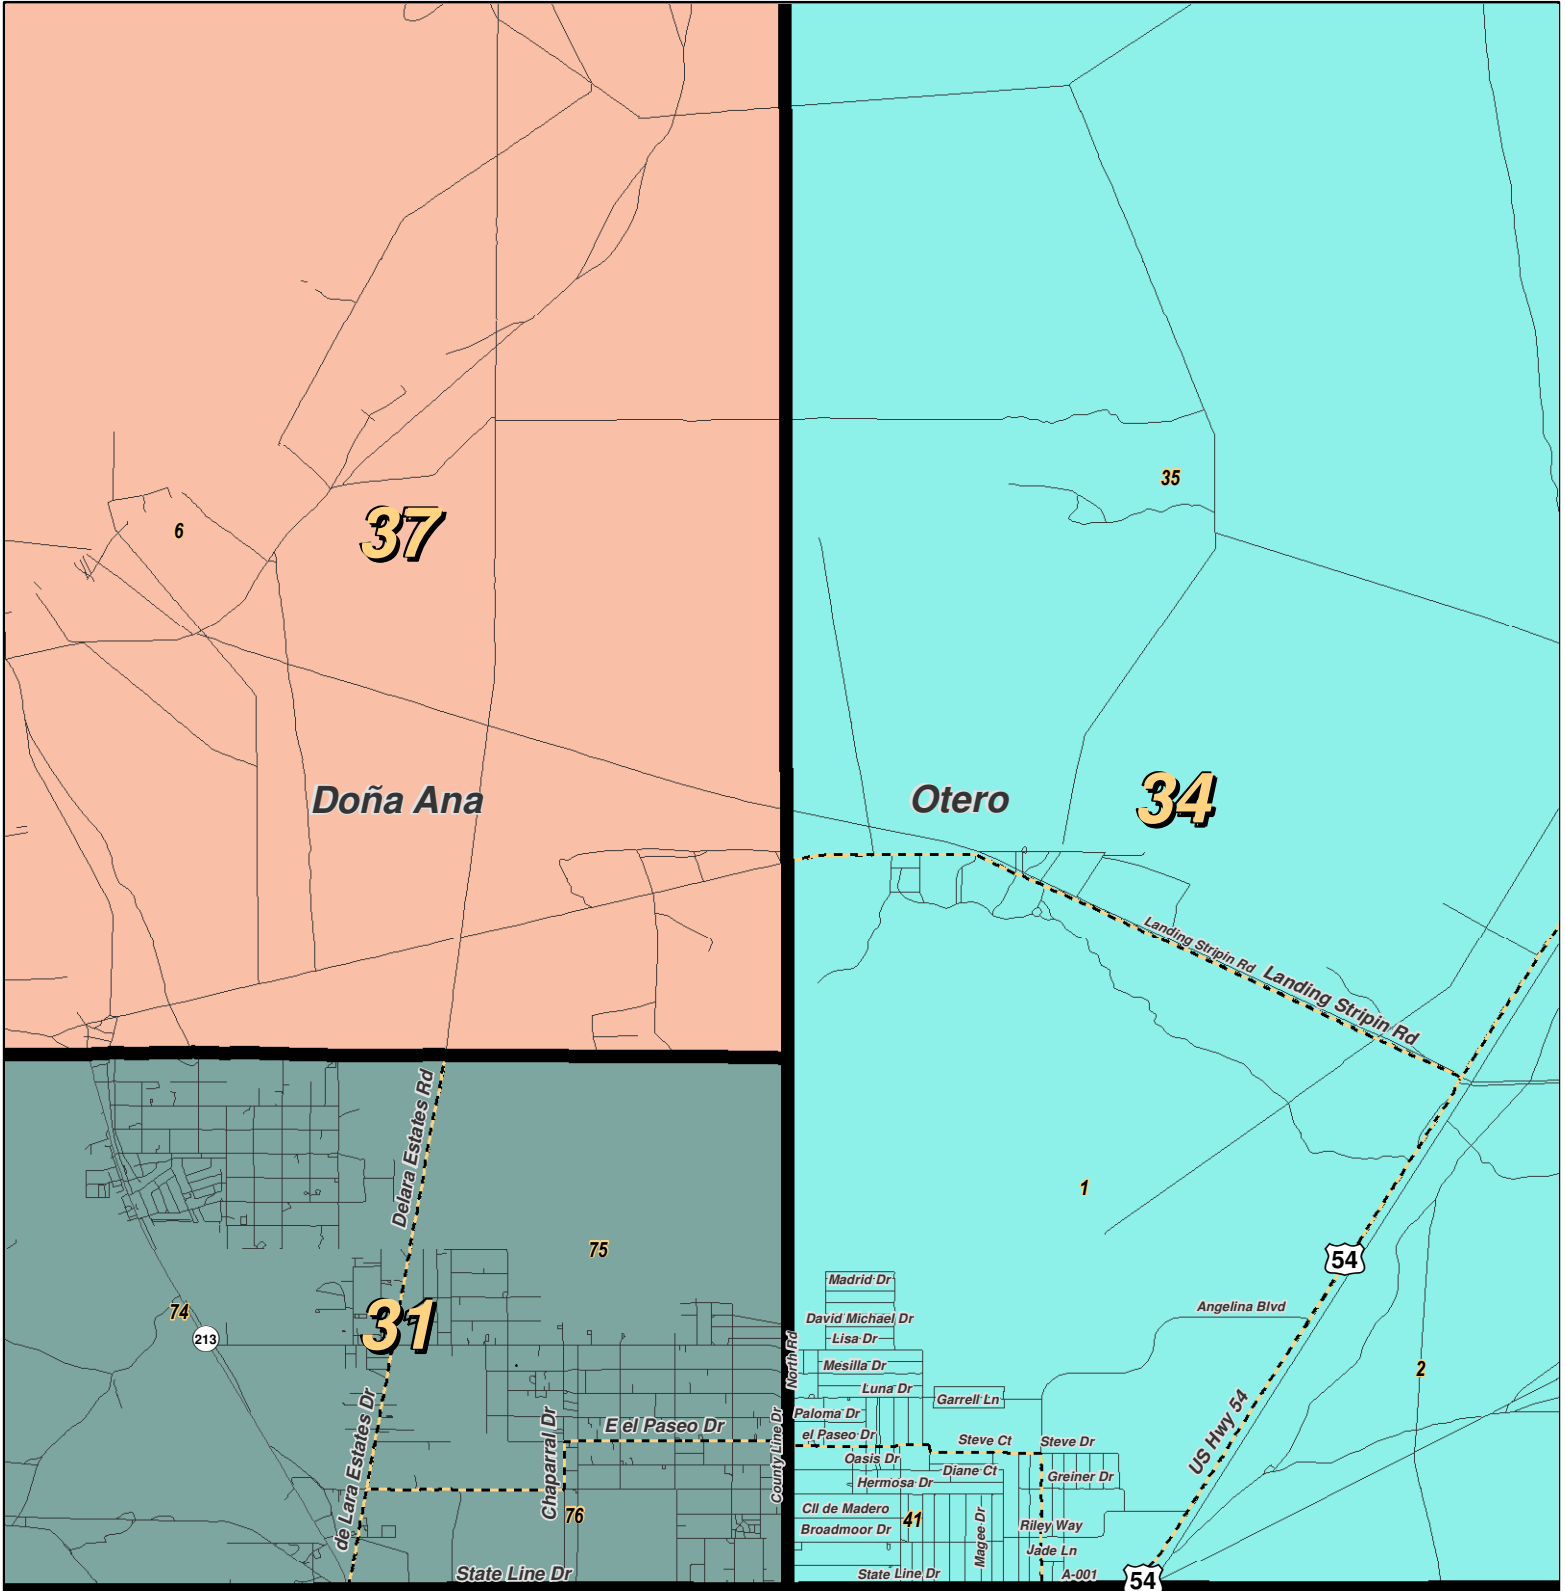 35
6
37
Doña Ana
Otero
34
Landing Stripin Rd
Landing Stripin Rd
Delara Estates Rd
1
75
54
Madrid Dr
Angelina Blvd
74
31
David Michael Dr
213
Lisa Dr
North Rd
Mesilla Dr
2
Luna Dr
Garrell Ln
Paloma Dr
E el Paseo Dr
el Paseo Dr
Steve Ct
Steve Dr
US Hwy 54
Chaparral Dr
County Line Dr
de Lara Estates Dr
Oasis Dr
Diane Ct
Greiner Dr
Hermosa Dr
Cll de Madero
76
41
Broadmoor Dr
Magee Dr
Riley Way
Jade Ln
State Line Dr
State Line Dr
A-001
54